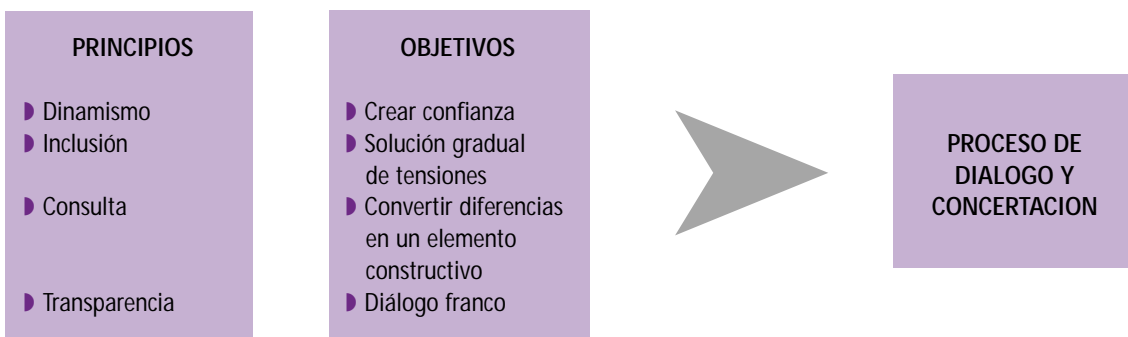 PRINCIPIOS
Dinamismo
Inclusión
Consulta
Transparencia
OBJETIVOS
Crear confianza
Solución gradual
de tensiones
Convertir diferencias
en un elemento
constructivo
Diálogo franco
PROCESO DE
DIALOGO Y
CONCERTACION